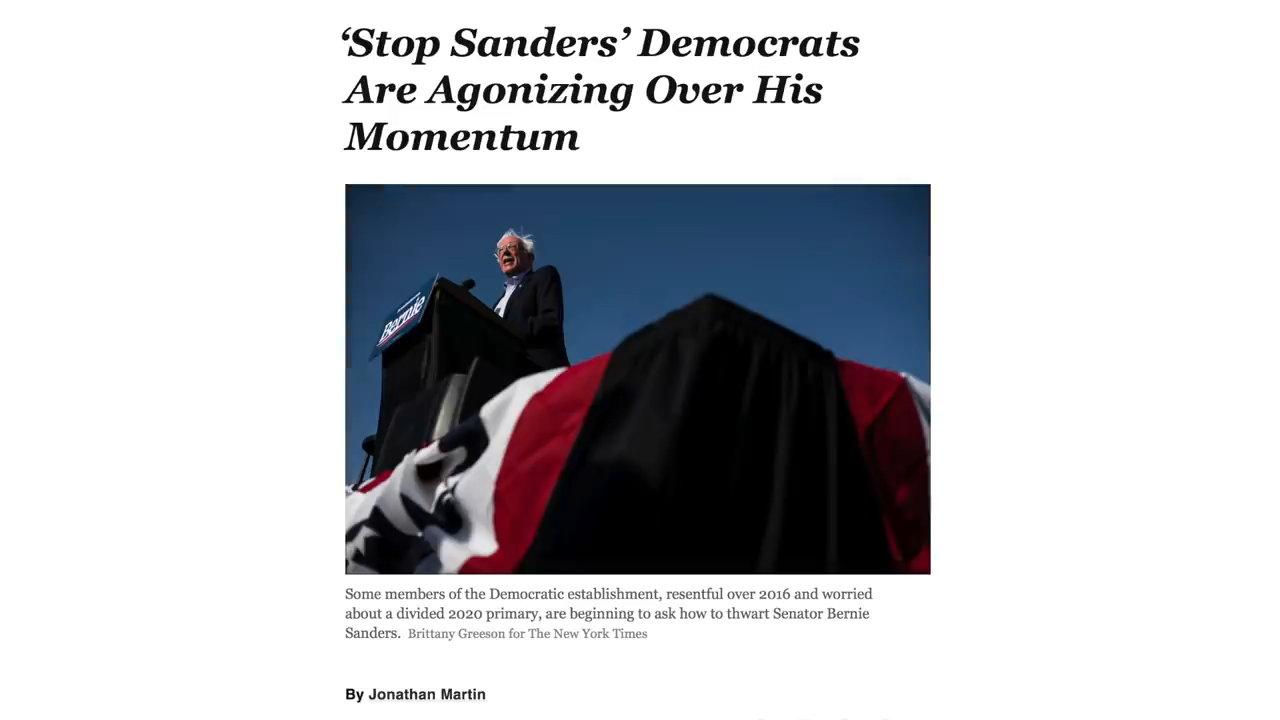 ‘Stop Sanders’ Democrats
Are Agonizing Over His
Momentum
Bernie
Some members of the Democratic establishment, resentful over 2016 and worried
about a divided 2020 primary, are beginning to ask how to thwart Senator Bernie
Sanders. Brittany Greeson for The New York Times
By Jonathan Martin